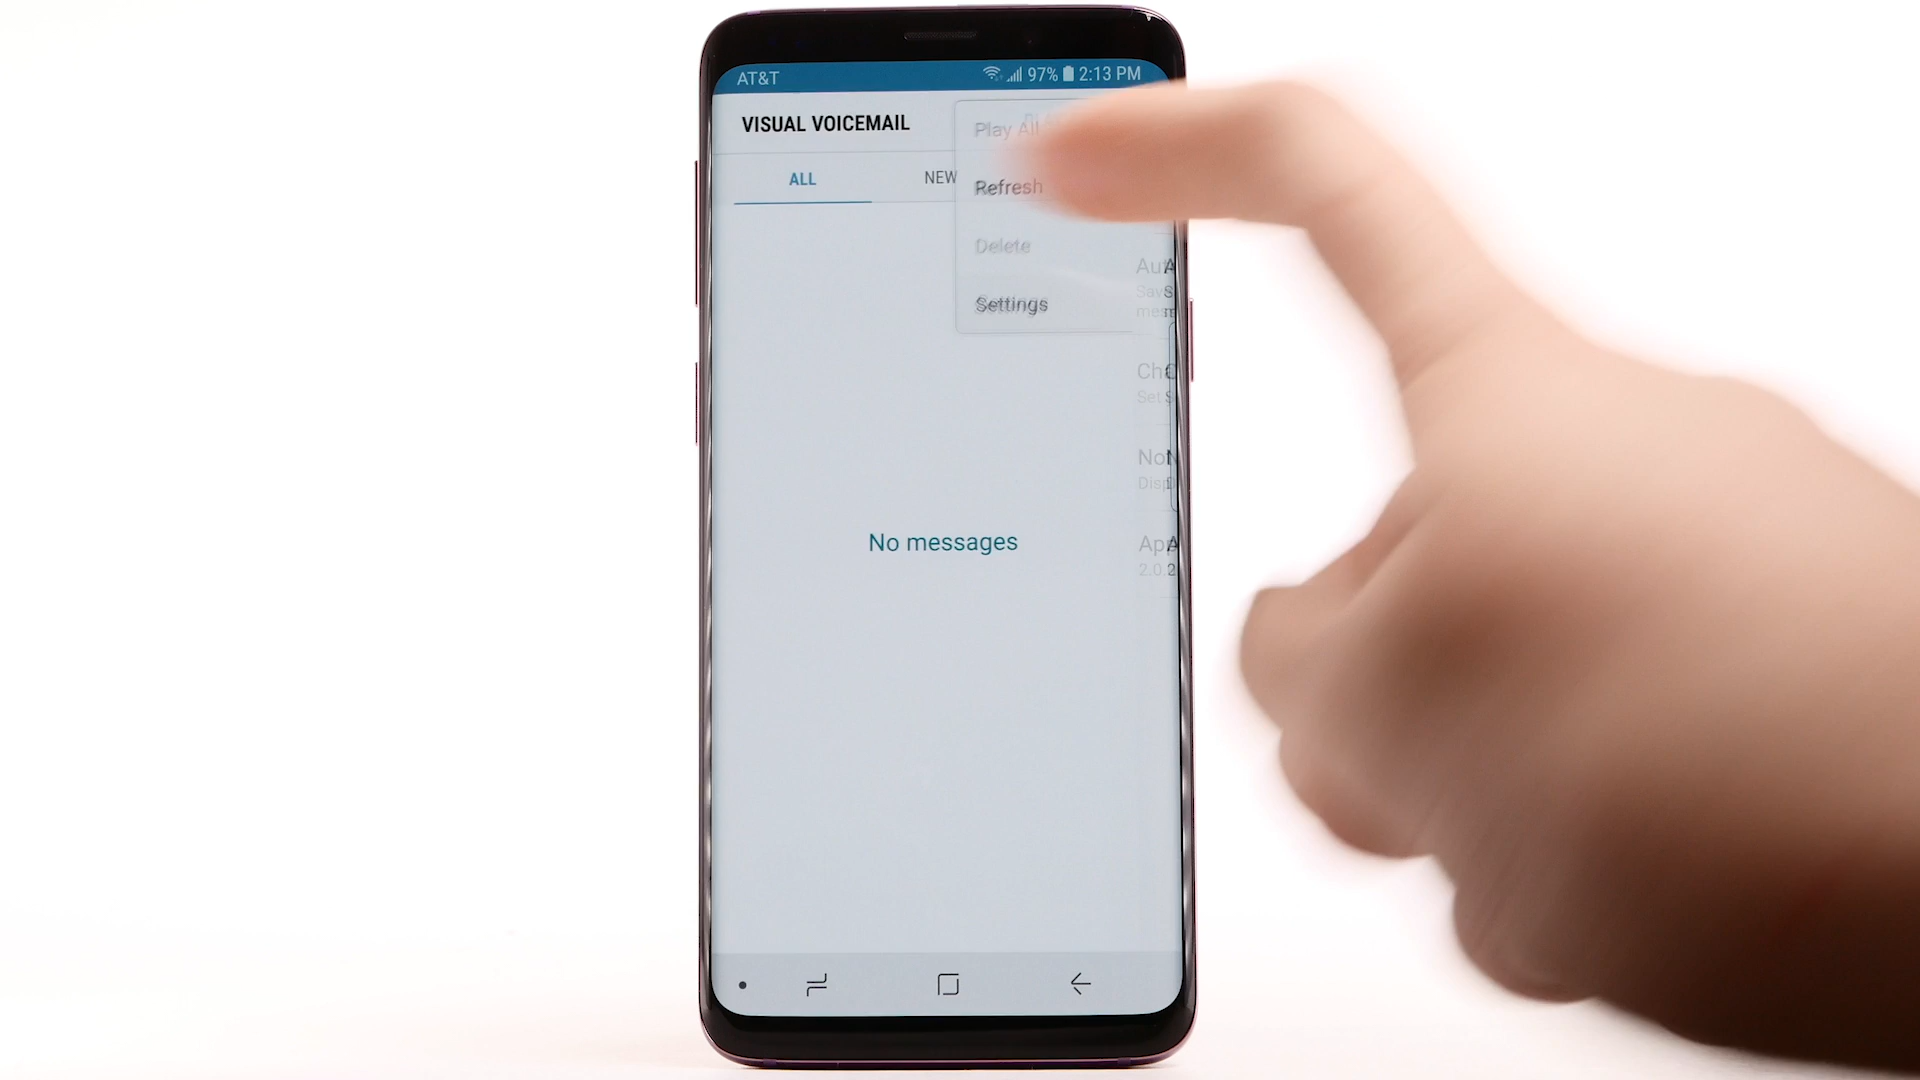 AT&T 97% 2:13 PM
VISUAL VOICEMAIL
Play All
ALL NEW
Refresh
Delete
Settings
No messages